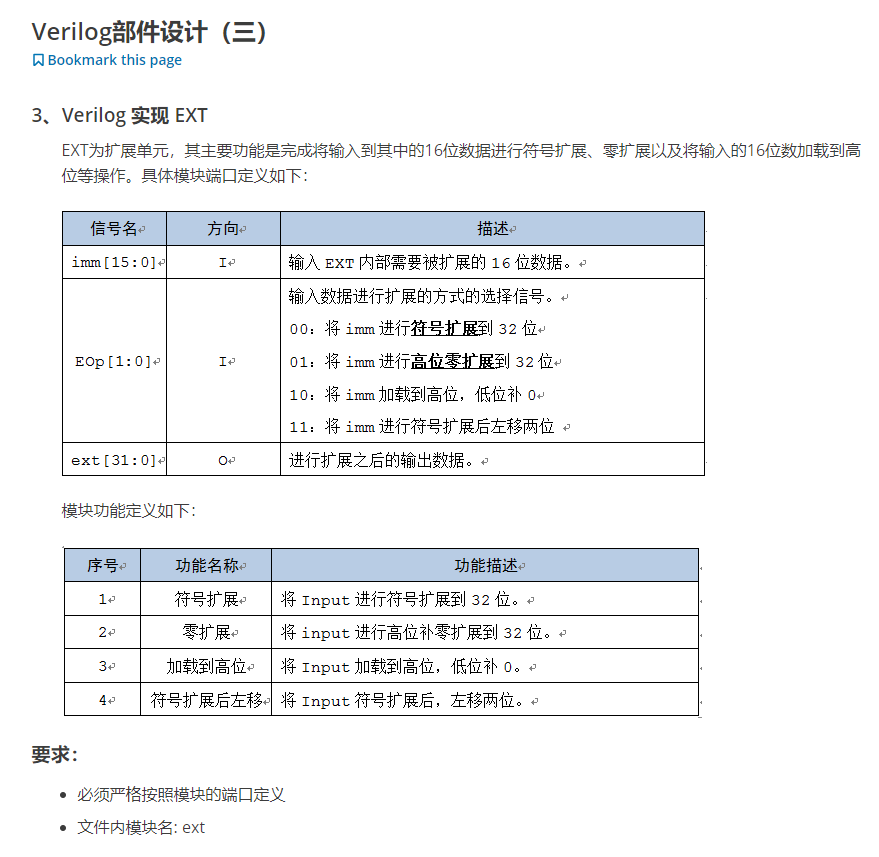 Verilog部件设计（三）
Bookmark this page
3、Verilog 实现 EXT
EXT为扩展单元，其主要功能是完成将输入到其中的16位数据进行符号扩展、零扩展以及将输入的16位数加载到高
位等操作。具体模块端口定义如下：
信号名 方向 描述
imm[15:0] I 输入 EXT 内部需要被扩展的 16 位数据。
输入数据进行扩展的方式的选择信号。
00：将 imm 进行符号扩展到 32 位
EOp[1:0] I 01：将 imm 进行高位零扩展到 32 位
10：将 imm 加载到高位，低位补 0
11：将 imm 进行符号扩展后左移两位
ext[31:0] O 进行扩展之后的输出数据。
模块功能定义如下：
序号 功能名称 功能描述
1 符号扩展 将 Input 进行符号扩展到 32 位。
2 零扩展 将 input 进行高位补零扩展到 32 位。
3 加载到高位 将 Input 加载到高位，低位补 0。
4 符号扩展后左移 将 Input 符号扩展后，左移两位。
要求：
必须严格按照模块的端口定义
文件内模块名: ext